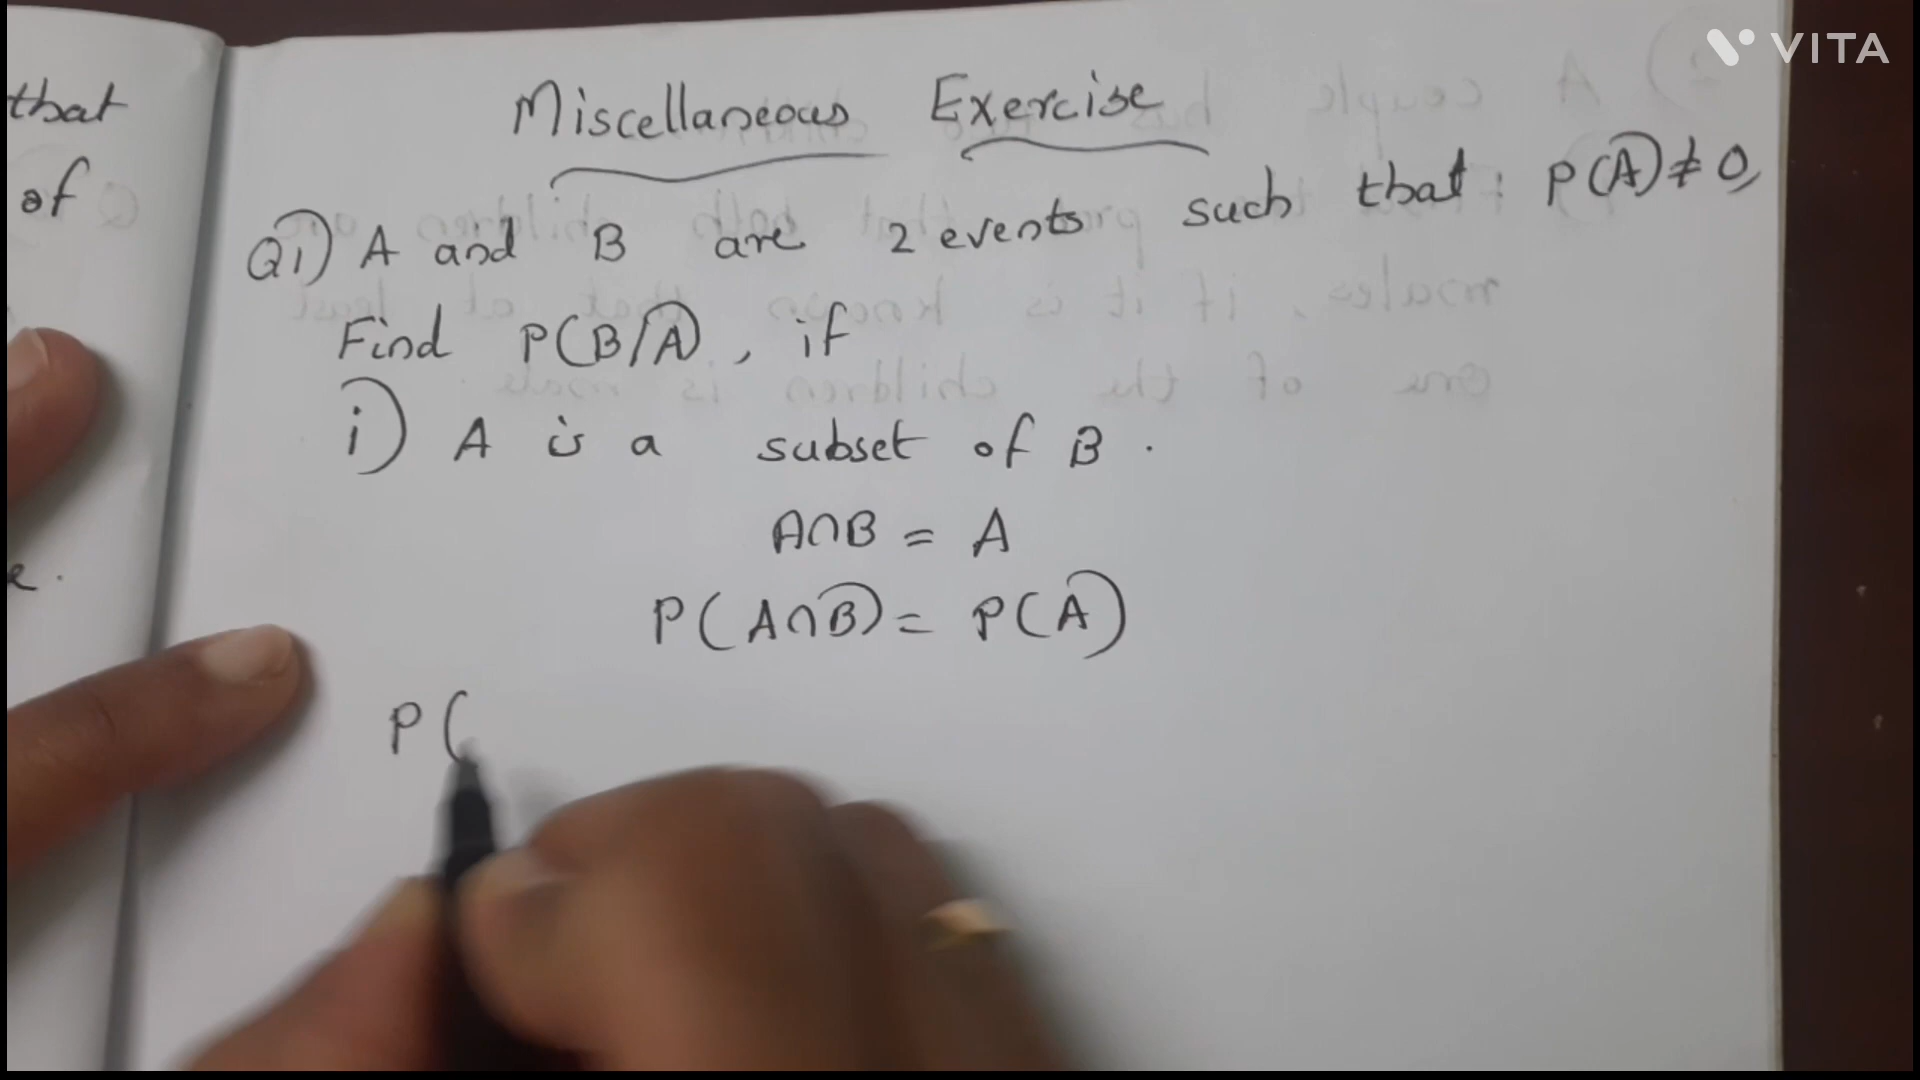 VITA
that
of
e.
Miscellaneous Exercise
Q1) A and B are 2 events such that P(A) ≠ 0,
Find P(B/A), if
i) A is a subset of B.
A∩B = A
P(A∩B) = P(A)
P(